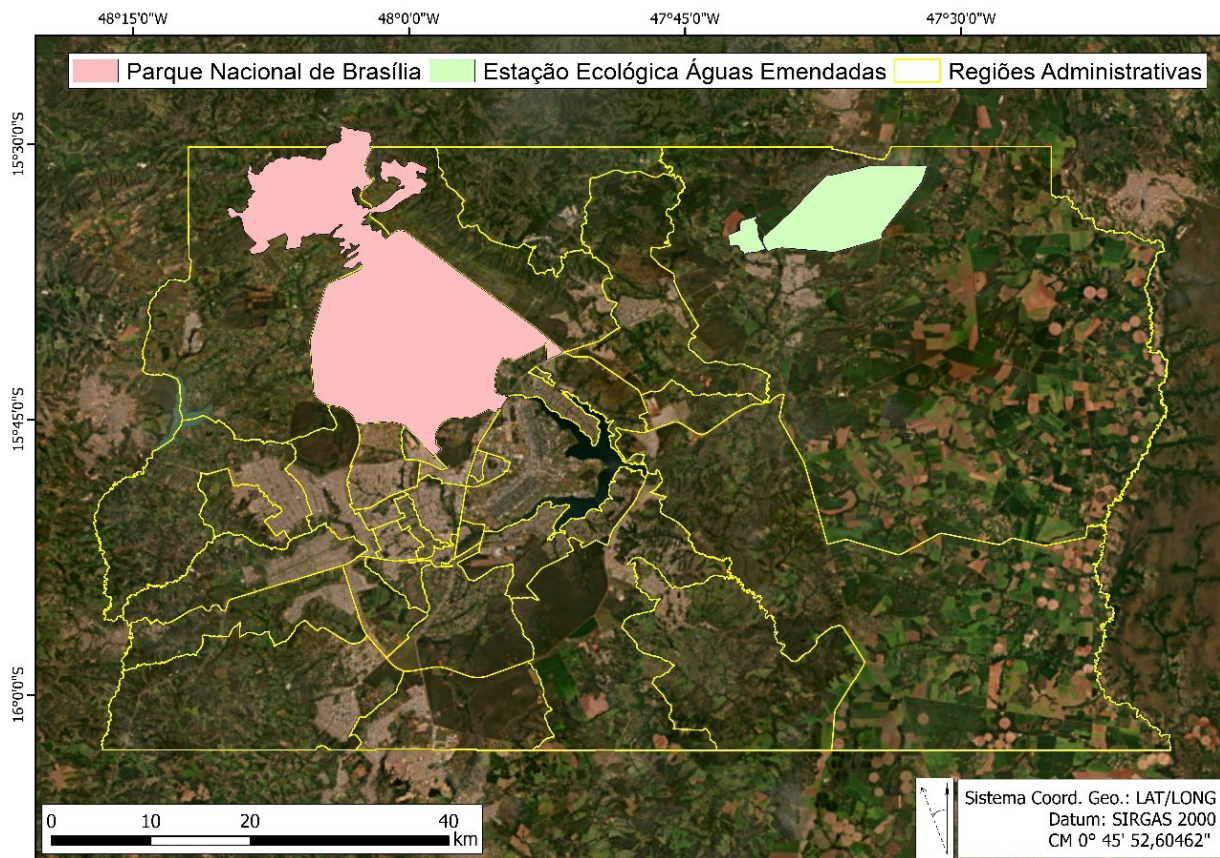 48°15'0"W 48°0'0"W 47°45'0"W 47°30'0"W
Parque Nacional de Brasília Estação Ecológica Águas Emendadas Regiões Administrativas
15°30'0"S
15°45'0"S
16°0'0"S
0 10 20 40
km
Sistema Coord. Geo.: LAT/LONG
Datum: SIRGAS 2000
CM 0° 45' 52,60462"